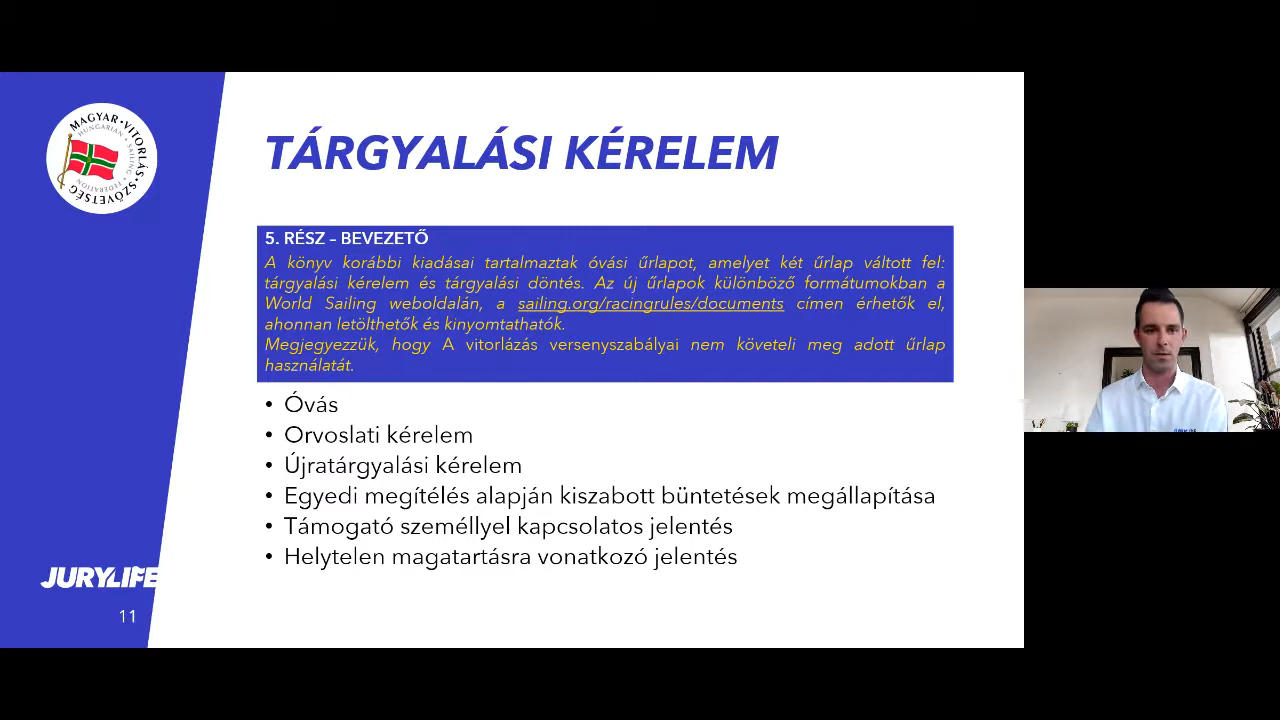 MAGYAR • VITORLÁS • SZÖVETSÉG
HUNGARIAN • SAILING • FEDERATION
TÁRGYALÁSI KÉRELEM
5. RÉSZ – BEVEZETŐ
A könyv korábbi kiadásai tartalmaztak óvási űrlapot, amelyet két űrlap váltott fel:
tárgyalási kérelem és tárgyalási döntés. Az új űrlapok különböző formátumokban a
World Sailing weboldalán, a sailing.org/racingrules/documents címen érhetők el,
ahonnan letölthetők és kinyomtathatók.
Megjegyezzük, hogy A vitorlázás versenyszabályai nem követeli meg adott űrlap
használatát.
• Óvás
• Orvoslati kérelem
• Újratárgyalási kérelem
• Egyedi megítélés alapján kiszabott büntetések megállapítása
• Támogató személlyel kapcsolatos jelentés
• Helytelen magatartásra vonatkozó jelentés
JURYLIFE
11